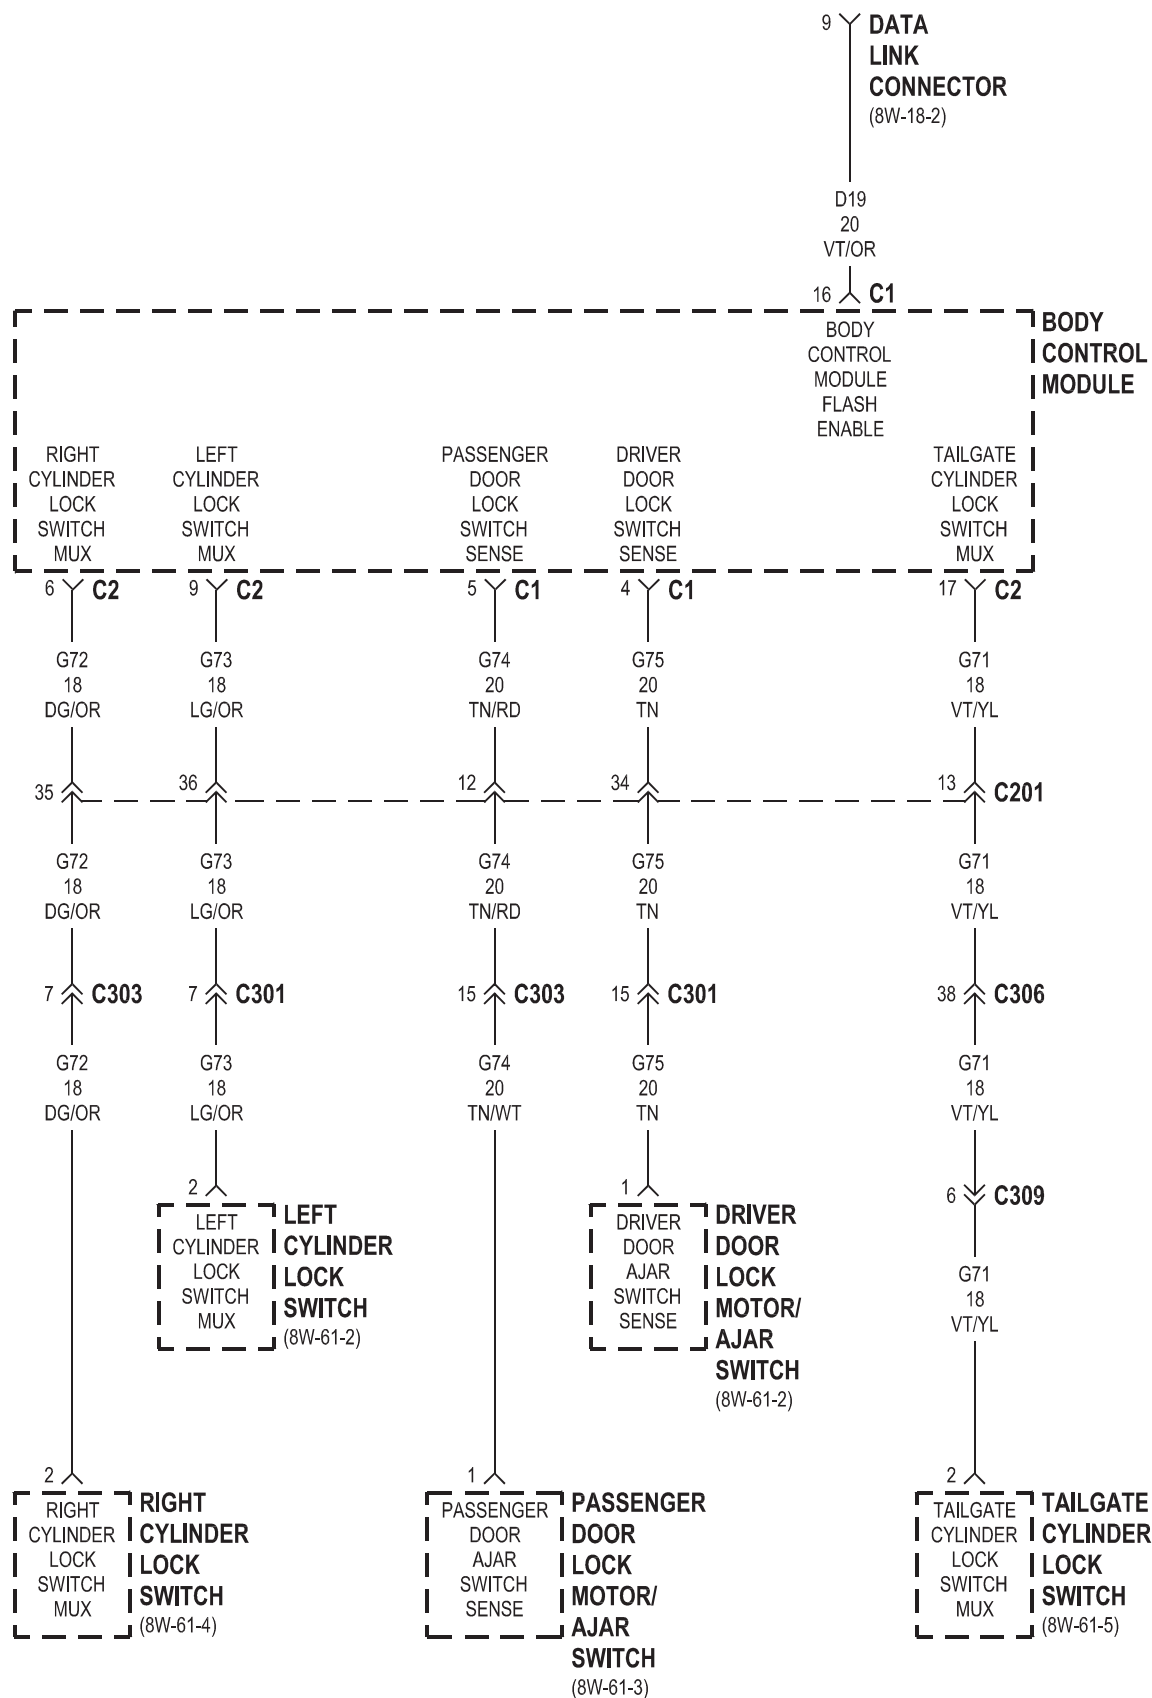 9
DATA
LINK
CONNECTOR
(8W-18-2)
D19
20
VT/OR
16
C1
BODY
CONTROL
MODULE
BODY
CONTROL
MODULE
FLASH
ENABLE
RIGHT
CYLINDER
LOCK
SWITCH
MUX
LEFT
CYLINDER
LOCK
SWITCH
MUX
PASSENGER
DOOR
LOCK
SWITCH
SENSE
DRIVER
DOOR
LOCK
SWITCH
SENSE
TAILGATE
CYLINDER
LOCK
SWITCH
MUX
6 C2
9 C2
5 C1
4 C1
17 C2
G72
18
DG/OR
G73
18
LG/OR
G74
20
TN/RD
G75
20
TN
G71
18
VT/YL
35
36
12
34
13
C201
G72
18
DG/OR
G73
18
LG/OR
G74
20
TN/RD
G75
20
TN
G71
18
VT/YL
7 C303
7 C301
15 C303
15 C301
38 C306
G72
18
DG/OR
G73
18
LG/OR
G74
20
TN/WT
G75
20
TN
G71
18
VT/YL
2
LEFT
CYLINDER
LOCK
SWITCH
MUX
LEFT
CYLINDER
LOCK
SWITCH
(8W-61-2)
1
DRIVER
DOOR
AJAR
SWITCH
SENSE
DRIVER
DOOR
LOCK
MOTOR/
AJAR
SWITCH
(8W-61-2)
6 C309
G71
18
VT/YL
2
RIGHT
CYLINDER
LOCK
SWITCH
MUX
RIGHT
CYLINDER
LOCK
SWITCH
(8W-61-4)
1
PASSENGER
DOOR
AJAR
SWITCH
SENSE
PASSENGER
DOOR
LOCK
MOTOR/
AJAR
SWITCH
(8W-61-3)
2
TAILGATE
CYLINDER
LOCK
SWITCH
MUX
TAILGATE
CYLINDER
LOCK
SWITCH
(8W-61-5)